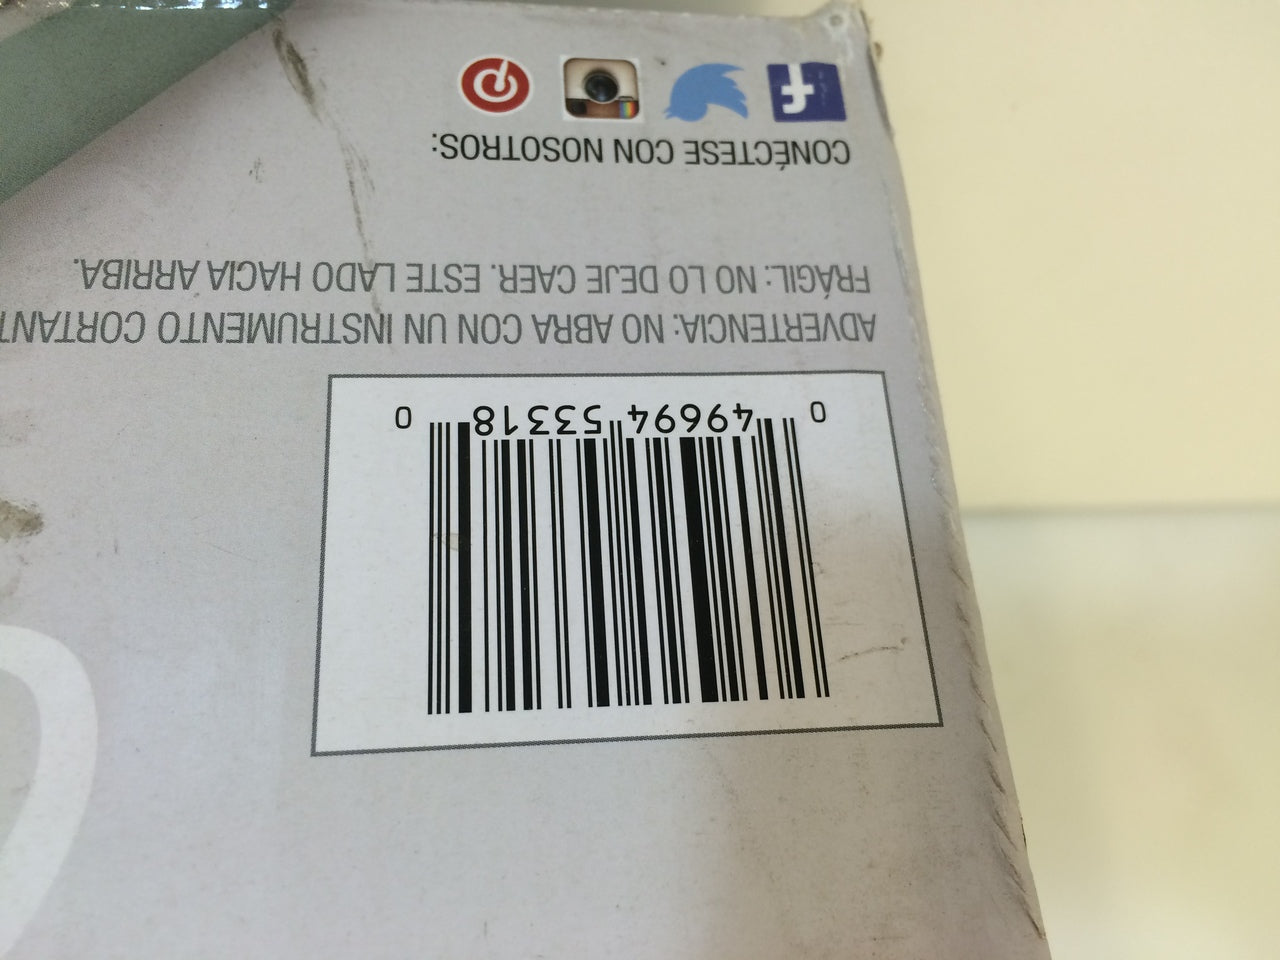 0 49694 53318 0
ADVERTENCIA: NO ABRA CON UN INSTRUMENTO
FRÁGIL: NO LO DEJE CAER. ESTE LADO HACIA ARRIBA.
CONÉCTESE CON NOSOTROS: